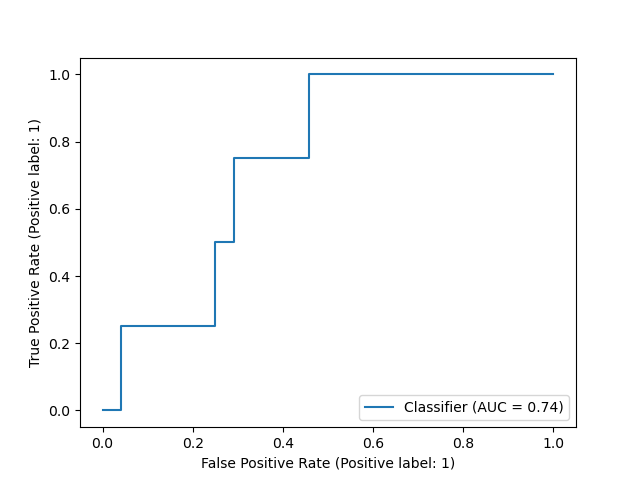 1.0
0.8
0.6
0.4
0.2
0.0
True Positive Rate (Positive label: 1)
Classifier (AUC = 0.74)
0.0 0.2 0.4 0.6 0.8 1.0
False Positive Rate (Positive label: 1)